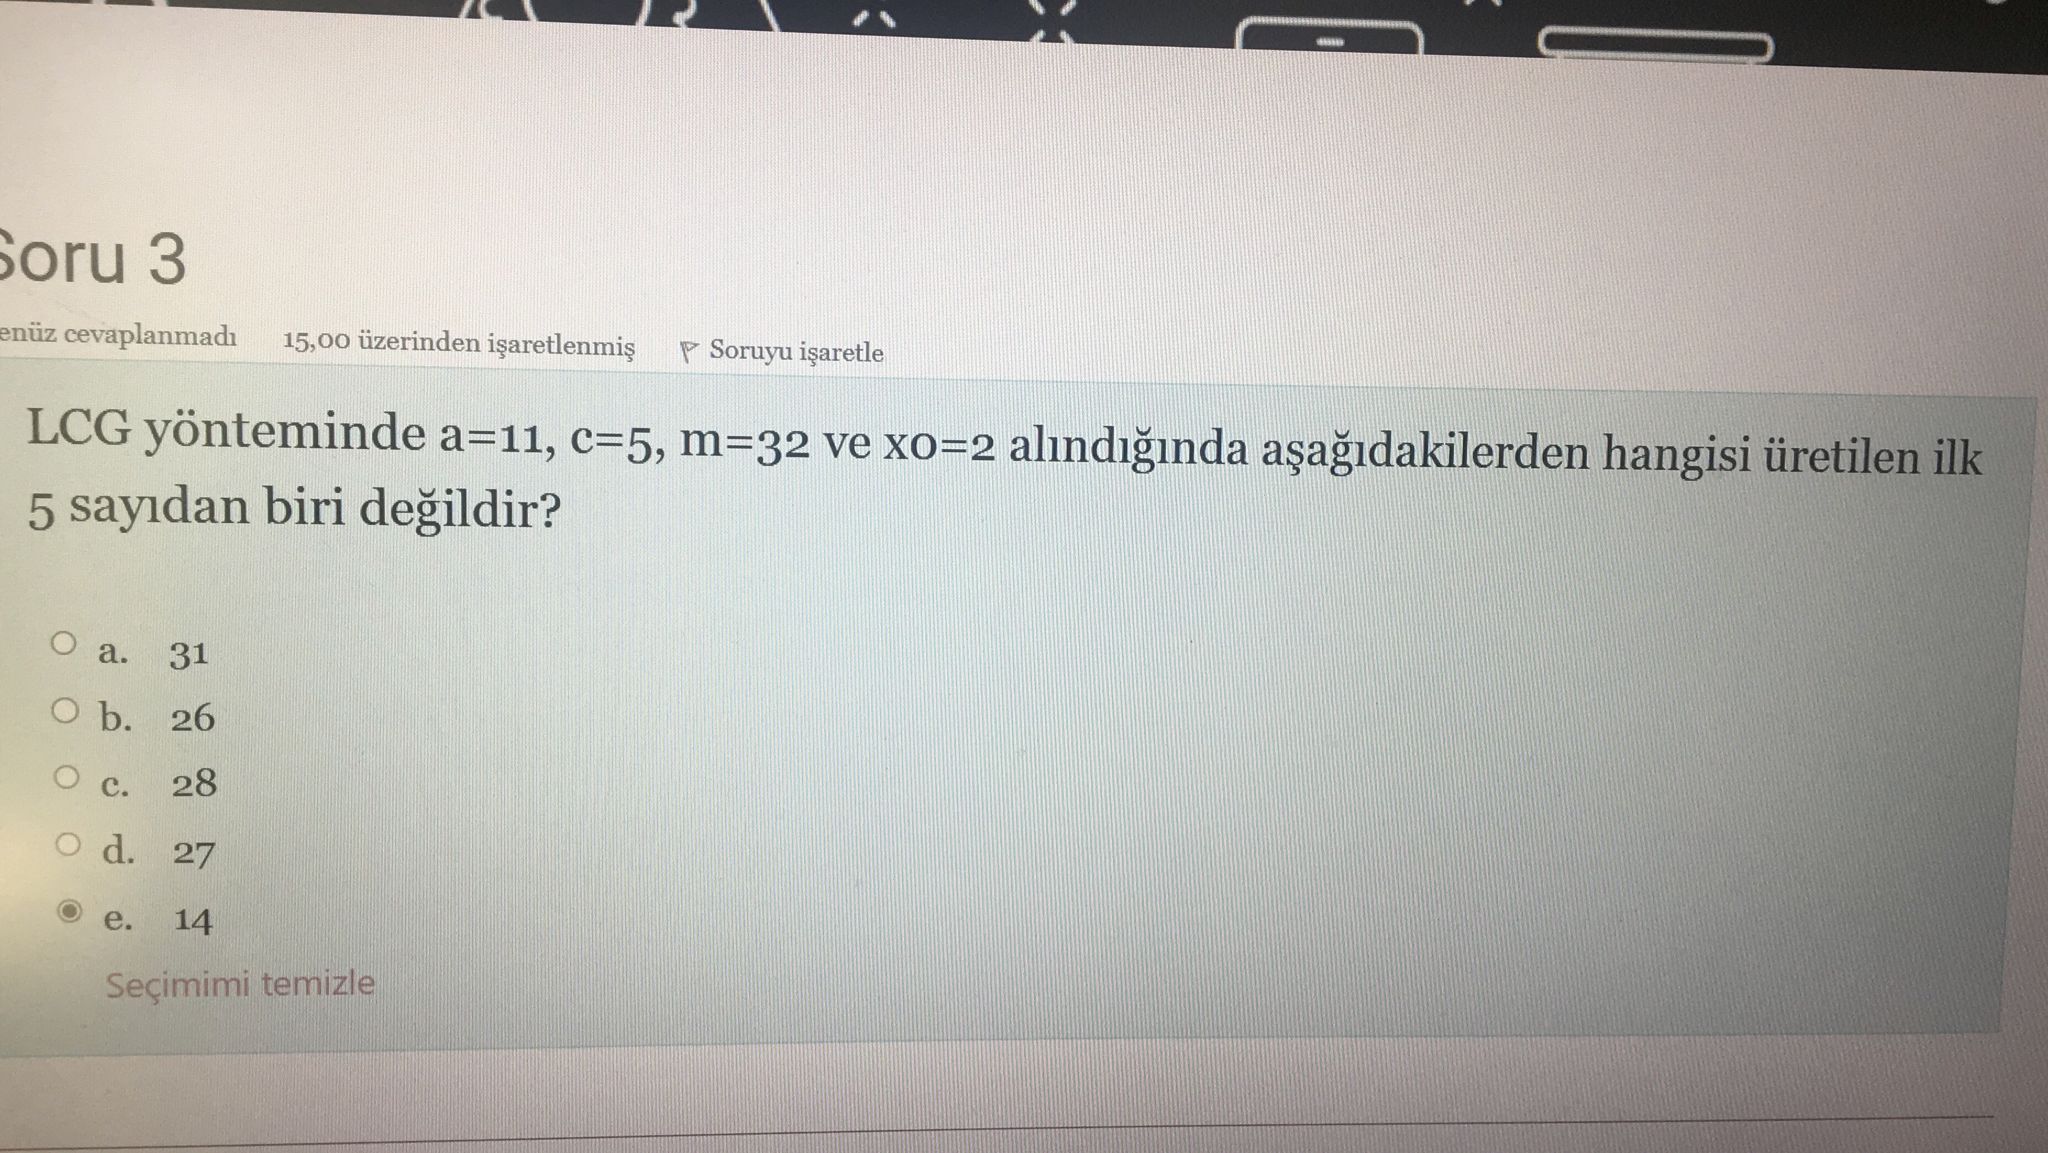 Soru 3
enüz cevaplanmadı 15,00 üzerinden işaretlenmiş Soruyu işaretle
LCG yönteminde a=11, c=5, m=32 ve x0=2 alındığında aşağıdakilerden hangisi üretilen ilk
5 sayıdan biri değildir?
a. 31
b. 26
c. 28
d. 27
e. 14
Seçimimi temizle